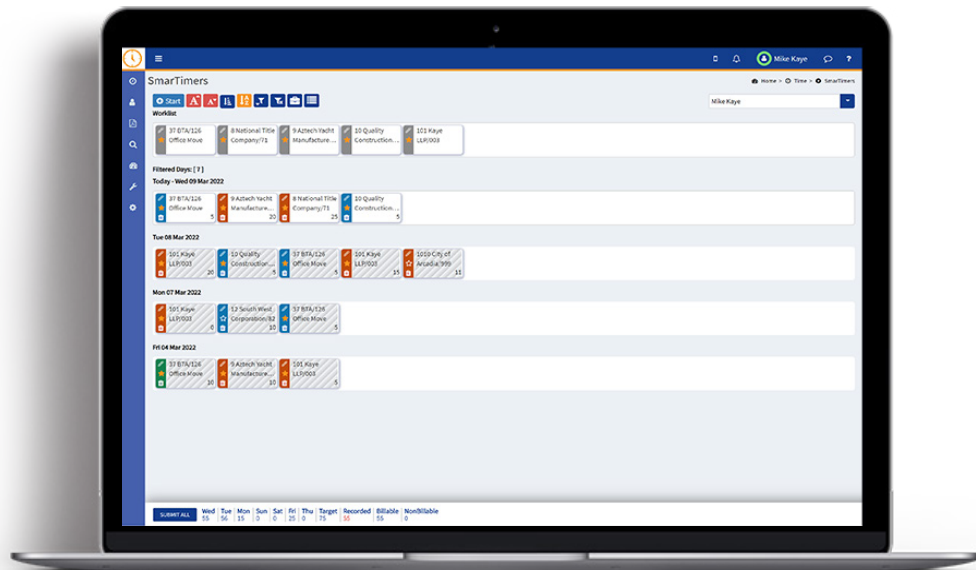 Mike Kaye
?
SmarTimers
Home > Time > SmarTimers
Start
A
A
Mike Kaye
Worklist
37 BTA/126
Office Move
8 National Title
Company/71
9 Aztech Yacht
Manufacture...
10 Quality
Construction...
101 Kaye
LLP/003
Filtered Days: [ 7 ]
Today - Wed 09 Mar 2022
37 BTA/126
Office Move
5
9 Aztech Yacht
Manufacture...
20
8 National Title
Company/71
25
10 Quality
Construction...
5
Tue 08 Mar 2022
101 Kaye
LLP/003
20
10 Quality
Construction...
5
37 BTA/126
Office Move
5
101 Kaye
LLP/003
15
1010 City of
Arcadia/999
11
Mon 07 Mar 2022
101 Kaye
LLP/003
0
12 South West
Corporation/82
10
37 BTA/126
Office Move
5
Fri 04 Mar 2022
37 BTA/126
Office Move
10
9 Aztech Yacht
Manufacture...
10
101 Kaye
LLP/003
5
SUBMIT ALL
Wed Tue Mon Sun Sat Fri Thu Target Recorded Billable NonBillable
55 56 15 0 0 25 0 75 55 55 0